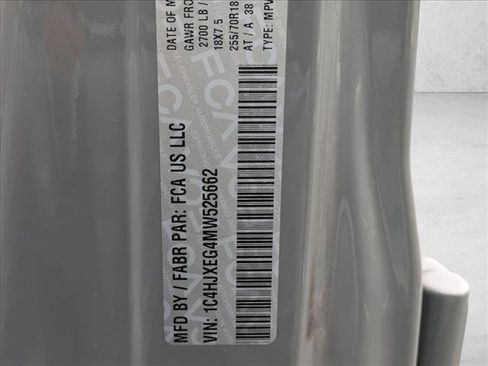 MFD BY / FABR PAR: FCA US LLC
VIN: 1C4HJXEG4MW525662
DATE OF M
GAWR FRO
2700 LB /
18X7.5
255/70R18
AT / A 38
TYPE: MPV